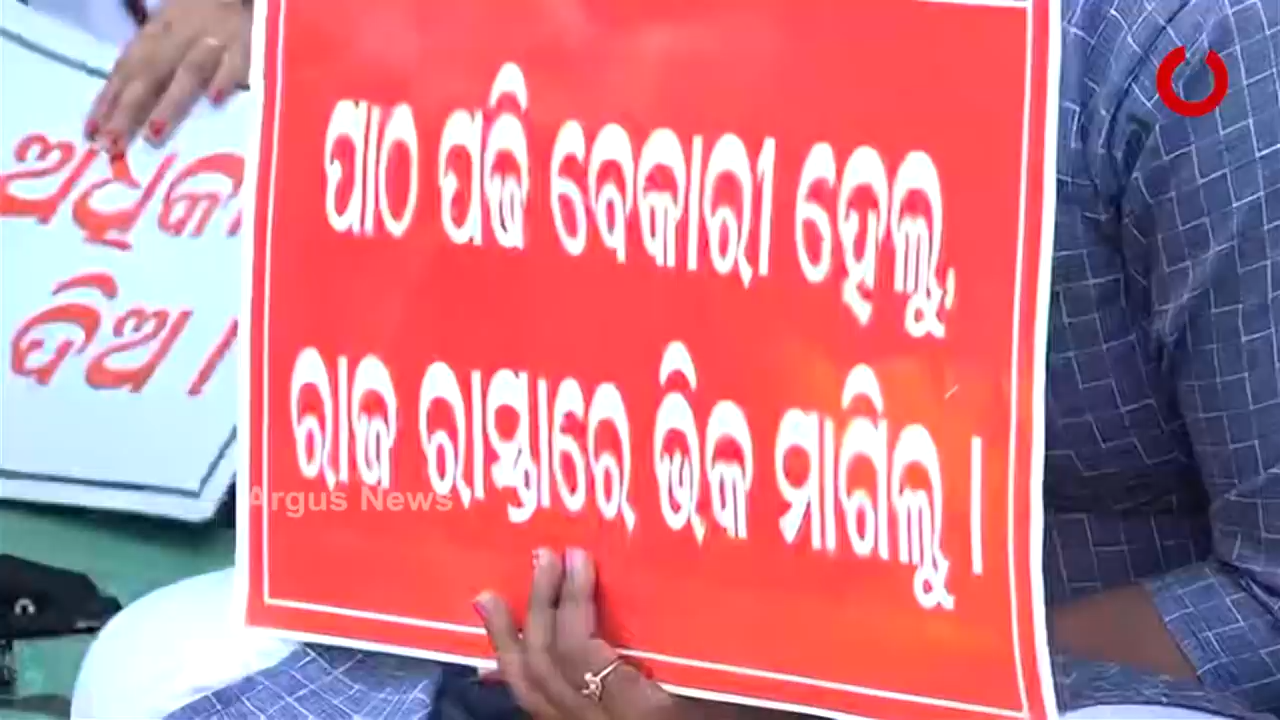 ପାଠ ପଢି ବେକାରୀ ହେଲୁ,
ରାଜ ରାସ୍ତାରେ ଭିକ ମାଗିଲୁ ।
ଦିଅ ।
Argus News